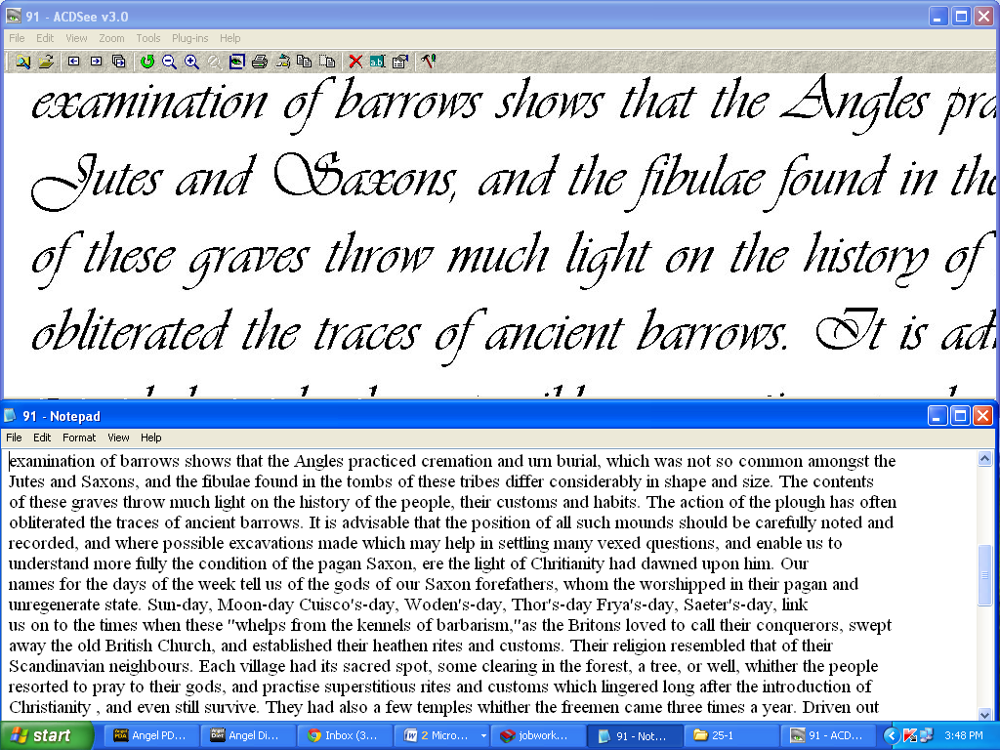 91 - ACDSee v3.0
File Edit View Zoom Tools Plug-ins Help
examination of barrows shows that the Angles pra
Jutes and Saxons, and the fibulae found in the
of these graves throw much light on the history of
obliterated the traces of ancient barrows. It is adi
91 - Notepad
File Edit Format View Help
examination of barrows shows that the Angles practiced cremation and urn burial, which was not so common amongst the
Jutes and Saxons, and the fibulae found in the tombs of these tribes differ considerably in shape and size. The contents
of these graves throw much light on the history of the people, their customs and habits. The action of the plough has often
obliterated the traces of ancient barrows. It is advisable that the position of all such mounds should be carefully noted and
recorded, and where possible excavations made which may help in settling many vexed questions, and enable us to
understand more fully the condition of the pagan Saxon, ere the light of Chritianity had dawned upon him. Our
names for the days of the week tell us of the gods of our Saxon forefathers, whom the worshipped in their pagan and
unregenerate state. Sun-day, Moon-day Cuisco's-day, Woden's-day, Thor's-day Frya's-day, Saeter's-day, link
us on to the times when these "whelps from the kennels of barbarism,"as the Britons loved to call their conquerors, swept
away the old British Church, and established their heathen rites and customs. Their religion resembled that of their
Scandinavian neighbours. Each village had its sacred spot, some clearing in the forest, a tree, or well, whither the people
resorted to pray to their gods, and practise superstitious rites and customs which lingered long after the introduction of
Christianity , and even still survive. They had also a few temples whither the freemen came three times a year. Driven out
start Angel PD... Angel Di... Inbox (3... 2 Micro... jobwork... 91 - Not... 25-1 91 - ACD... 3:48 PM